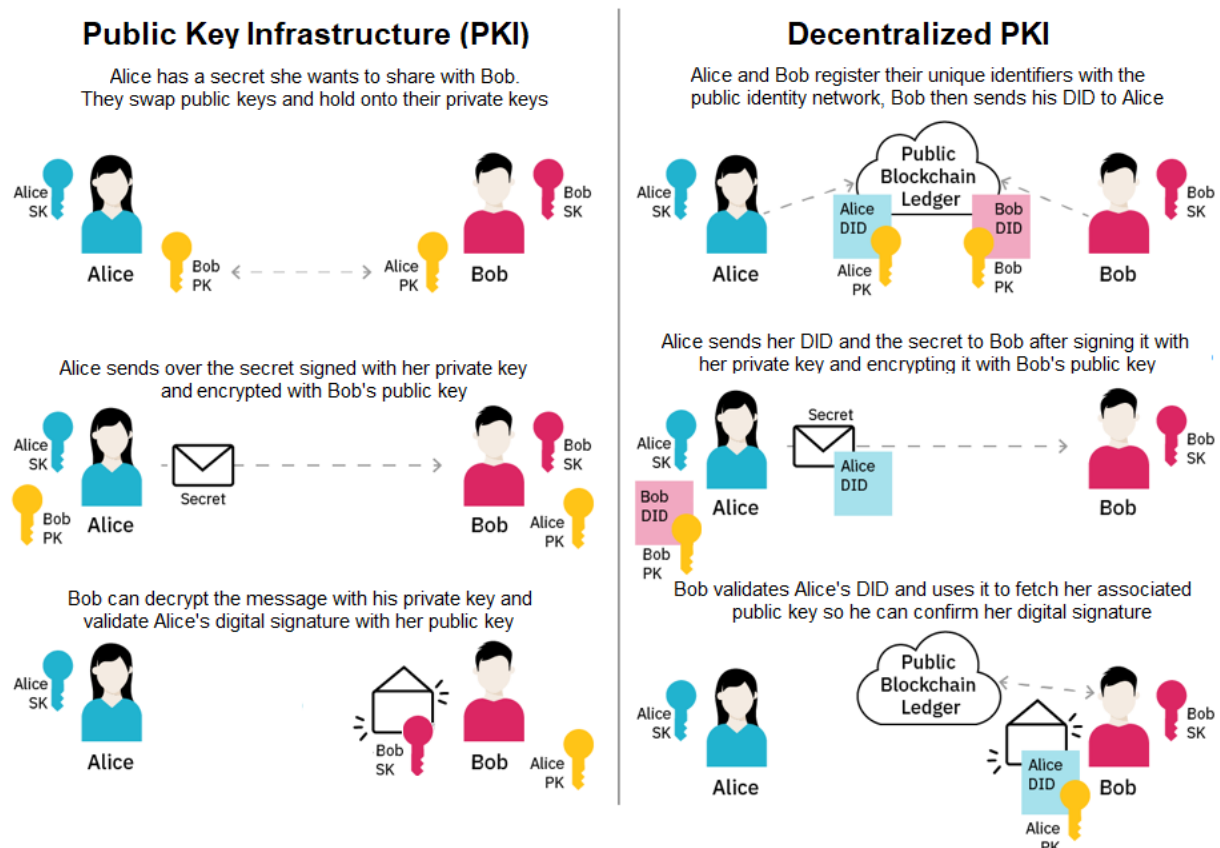 Public Key Infrastructure (PKI)
Alice has a secret she wants to share with Bob.
They swap public keys and hold onto their private keys
Alice
SK
Alice
Bob
PK
Alice
PK
Bob
Bob
SK
Alice sends over the secret signed with her private key
and encrypted with Bob's public key
Alice
SK
Bob
PK
Alice
Secret
Bob
Bob
SK
Alice
PK
Bob can decrypt the message with his private key and
validate Alice's digital signature with her public key
Alice
SK
Alice
Bob
SK
Bob
Alice
PK
Decentralized PKI
Alice and Bob register their unique identifiers with the
public identity network, Bob then sends his DID to Alice
Alice
SK
Alice
Public
Blockchain
Ledger
Alice
DID
Alice
PK
Bob
DID
Bob
PK
Bob
Bob
SK
Alice sends her DID and the secret to Bob after signing it with
her private key and encrypting it with Bob's public key
Alice
SK
Bob
DID
Bob
PK
Alice
Secret
Alice
DID
Bob
Bob
SK
Bob validates Alice's DID and uses it to fetch her associated
public key so he can confirm her digital signature
Alice
SK
Alice
Public
Blockchain
Ledger
Alice
DID
Alice
PK
Bob
Bob
SK